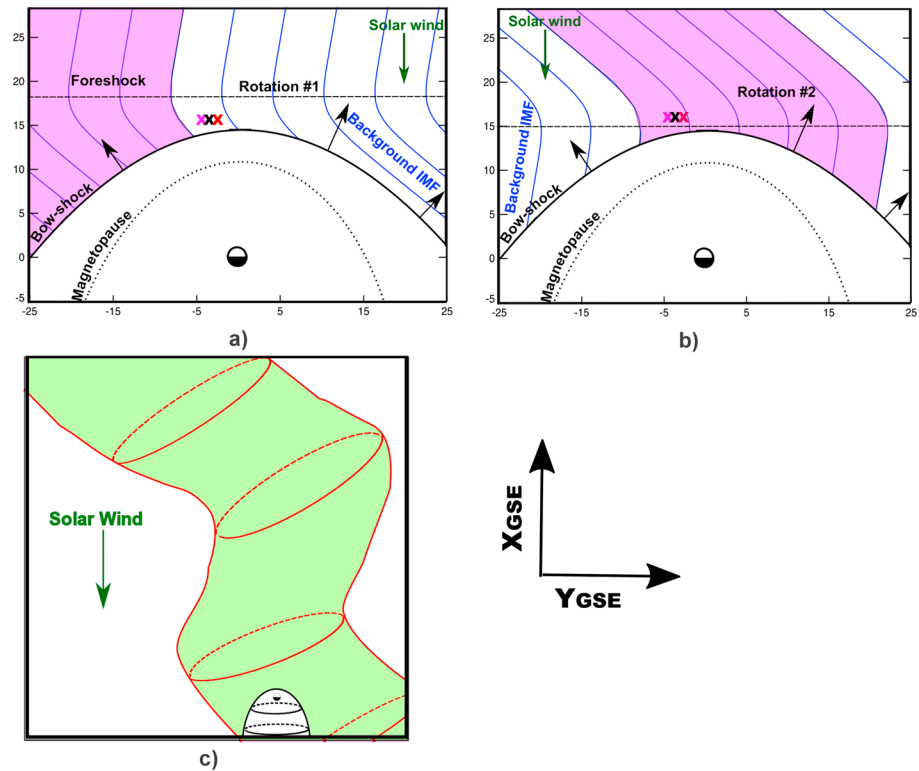 Solar wind
Foreshock
Rotation #1
X X X
Background IMF
Bow-shock
Magnetopause
25
20
15
10
5
0
-5
-25
-15
-5
5
15
25
a)
Solar wind
Rotation #2
X X X
Background IMF
Bow-shock
Magnetopause
25
20
15
10
5
0
-5
-25
-15
-5
5
15
25
b)
Solar Wind
c)
XGSE
YGSE